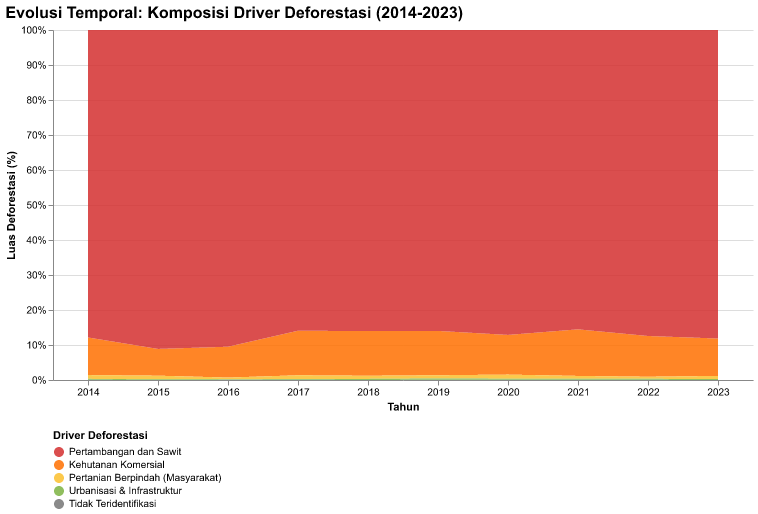 Evolusi Temporal: Komposisi Driver Deforestasi (2014-2023)
100%
90%
80%
70%
60%
50%
40%
30%
20%
10%
0%
Luas Deforestasi (%)
2014 2015 2016 2017 2018 2019 2020 2021 2022 2023
Tahun
Driver Deforestasi
Pertambangan dan Sawit
Kehutanan Komersial
Pertanian Berpindah (Masyarakat)
Urbanisasi & Infrastruktur
Tidak Teridentifikasi